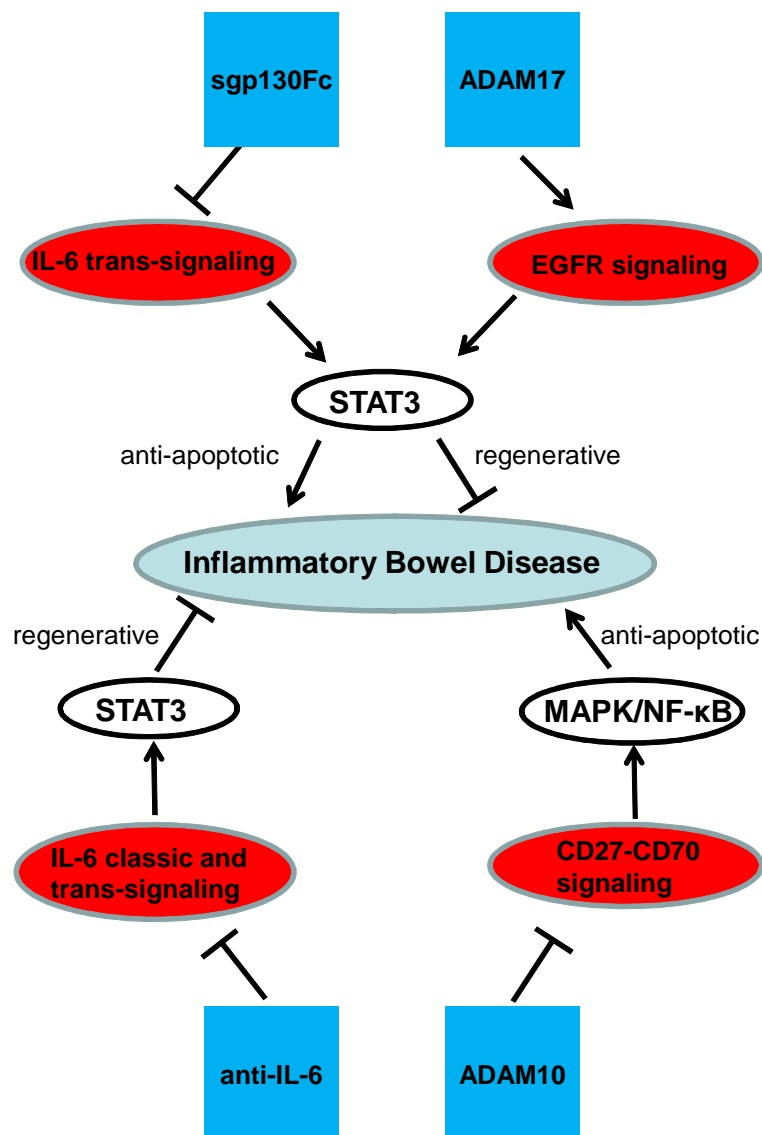 sgp130Fc
ADAM17
IL-6 trans-signaling
EGFR signaling
STAT3
anti-apoptotic
regenerative
Inflammatory Bowel Disease
regenerative
anti-apoptotic
STAT3
MAPK/NF-κB
IL-6 classic and
trans-signaling
CD27-CD70
signaling
anti-IL-6
ADAM10